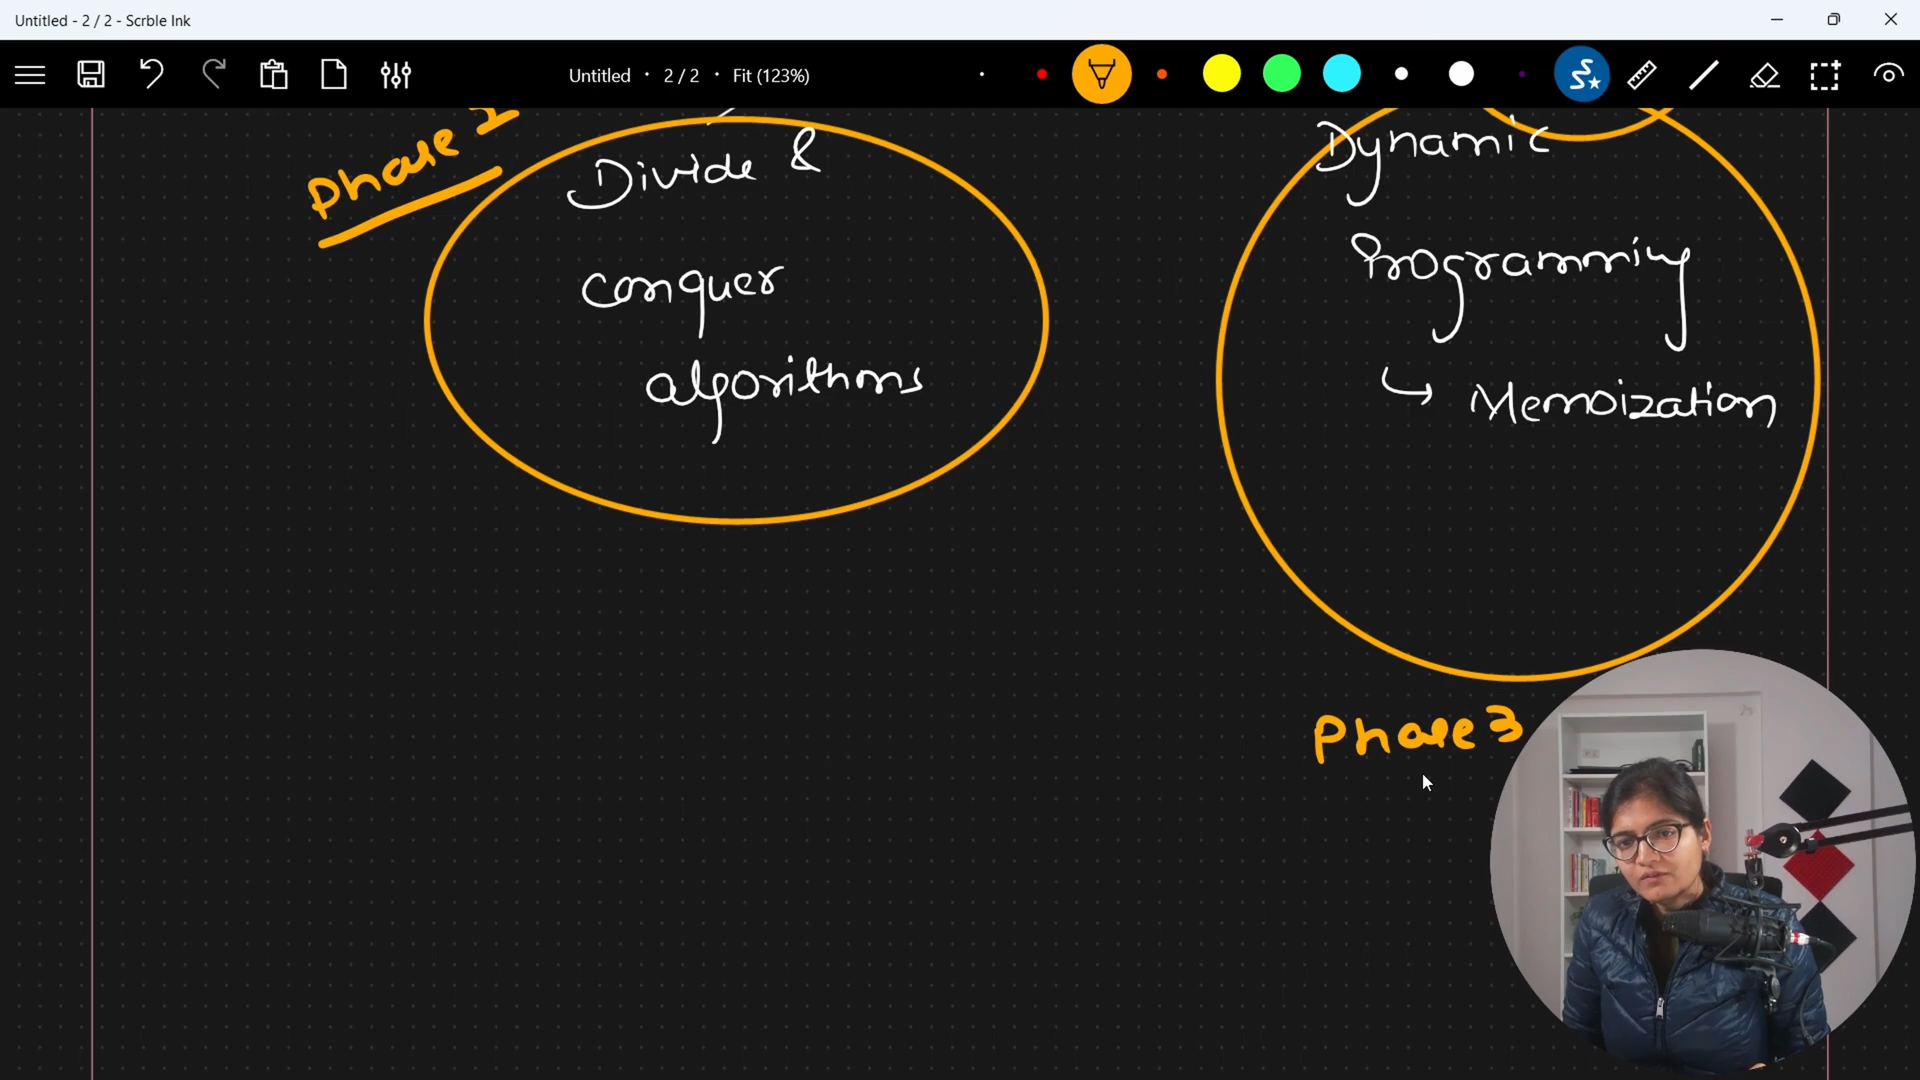 Untitled - 2 / 2 - Scrble Ink
Untitled • 2 / 2 • Fit (123%)
Phase
Divide &
conquer
algorithms
Dynamic
Programming
↳ Memoization
Phase 3